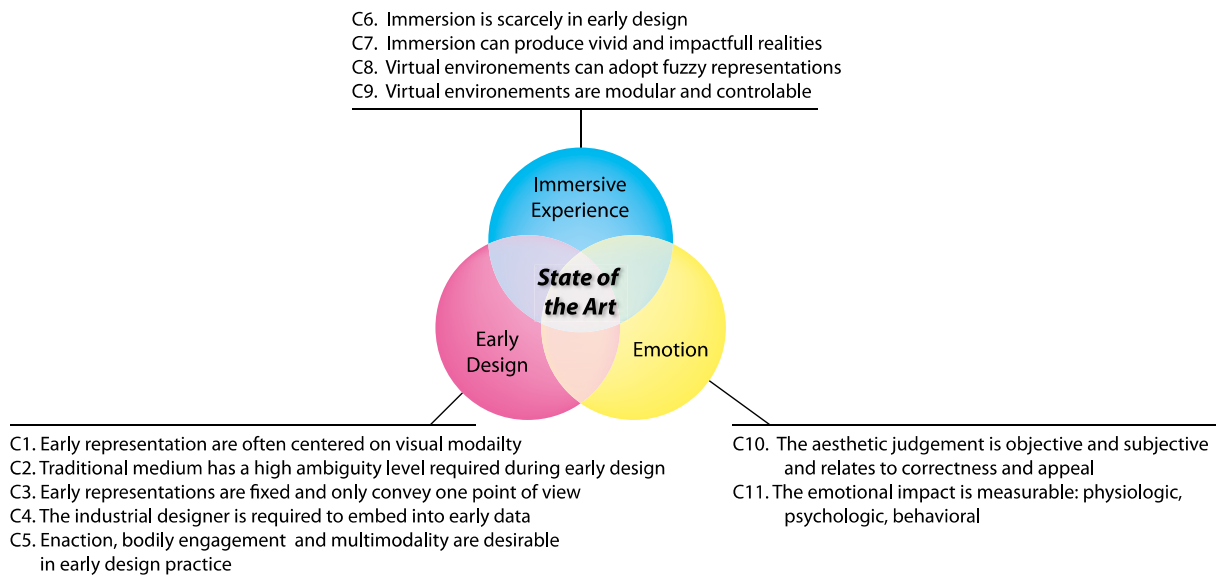 C6. Immersion is scarcely in early design
C7. Immersion can produce vivid and impactfull realities
C8. Virtual environements can adopt fuzzy representations
C9. Virtual environements are modular and controlable
Immersive
Experience
State of
the Art
Early
Design
Emotion
C1. Early representation are often centered on visual modailty
C2. Traditional medium has a high ambiguity level required during early design
C3. Early representations are fixed and only convey one point of view
C4. The industrial designer is required to embed into early data
C5. Enaction, bodily engagement and multimodality are desirable
in early design practice
C10. The aesthetic judgement is objective and subjective
and relates to correctness and appeal
C11. The emotional impact is measurable: physiologic,
psychologic, behavioral